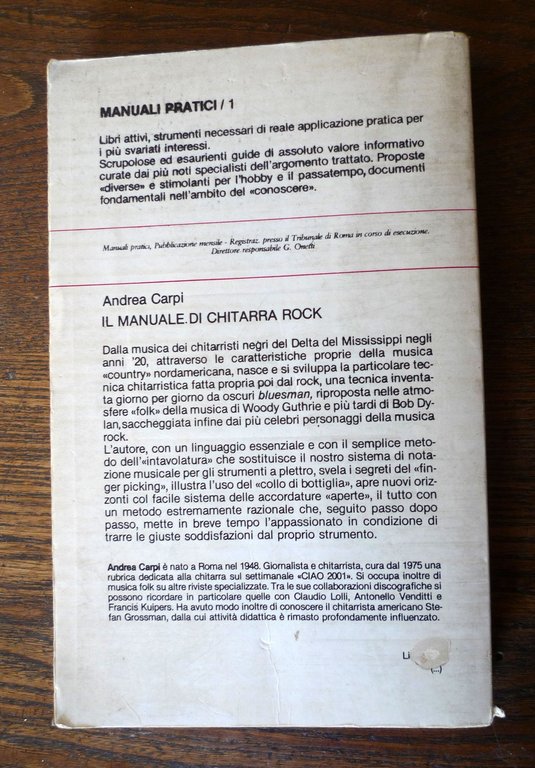 MANUALI PRATICI / 1
Libri attivi, strumenti necessari di reale applicazione pratica per
i più svariati interessi.
Scrupolose ed esaurienti guide di assoluto valore informativo
curate dai più noti specialisti dell'argomento trattato. Proposte
«diverse» e stimolanti per l'hobby e il passatempo, documenti
fondamentali nell'ambito del «conoscere».
Manuali pratici, Pubblicazione mensile - Registraz. presso il Tribunale di Roma in corso di esecuzione.
Direttore responsabile G. Onetti
Andrea Carpi
IL MANUALE DI CHITARRA ROCK
Dalla musica dei chitarristi negri del Delta del Mississippi negli
anni '20, attraverso le caratteristiche proprie della musica
«country» nordamericana, nasce e si sviluppa la particolare tec-
nica chitarristica fatta propria poi dal rock, una tecnica inventa-
ta giorno per giorno da oscuri bluesman, riproposta nelle atmo-
sfere «folk» della musica di Woody Guthrie e più tardi di Bob Dy-
lan, saccheggiata infine dai più celebri personaggi della musica
rock.
L'autore, con un linguaggio essenziale e con il semplice meto-
do dell'«intavolatura» che sostituisce il nostro sistema di nota-
zione musicale per gli strumenti a plettro, svela i segreti del «fin-
ger picking», illustra l'uso del «collo di bottiglia», apre nuovi oriz-
zonti col facile sistema delle accordature «aperte», il tutto con
un metodo estremamente razionale che, seguito passo dopo
passo, mette in breve tempo l'appassionato in condizione di
trarre le giuste soddisfazioni dal proprio strumento.
Andrea Carpi è nato a Roma nel 1948. Giornalista e chitarrista, cura dal 1975 una
rubrica dedicata alla chitarra sul settimanale «CIAO 2001». Si occupa inoltre di
musica folk su altre riviste specializzate. Tra le sue collaborazioni discografiche si
possono ricordare in particolare quelle con Claudio Lolli, Antonello Venditti e
Francis Kuipers. Ha avuto modo inoltre di conoscere il chitarrista americano Ste-
fan Grossman, dalla cui attività didattica è rimasto profondamente influenzato.